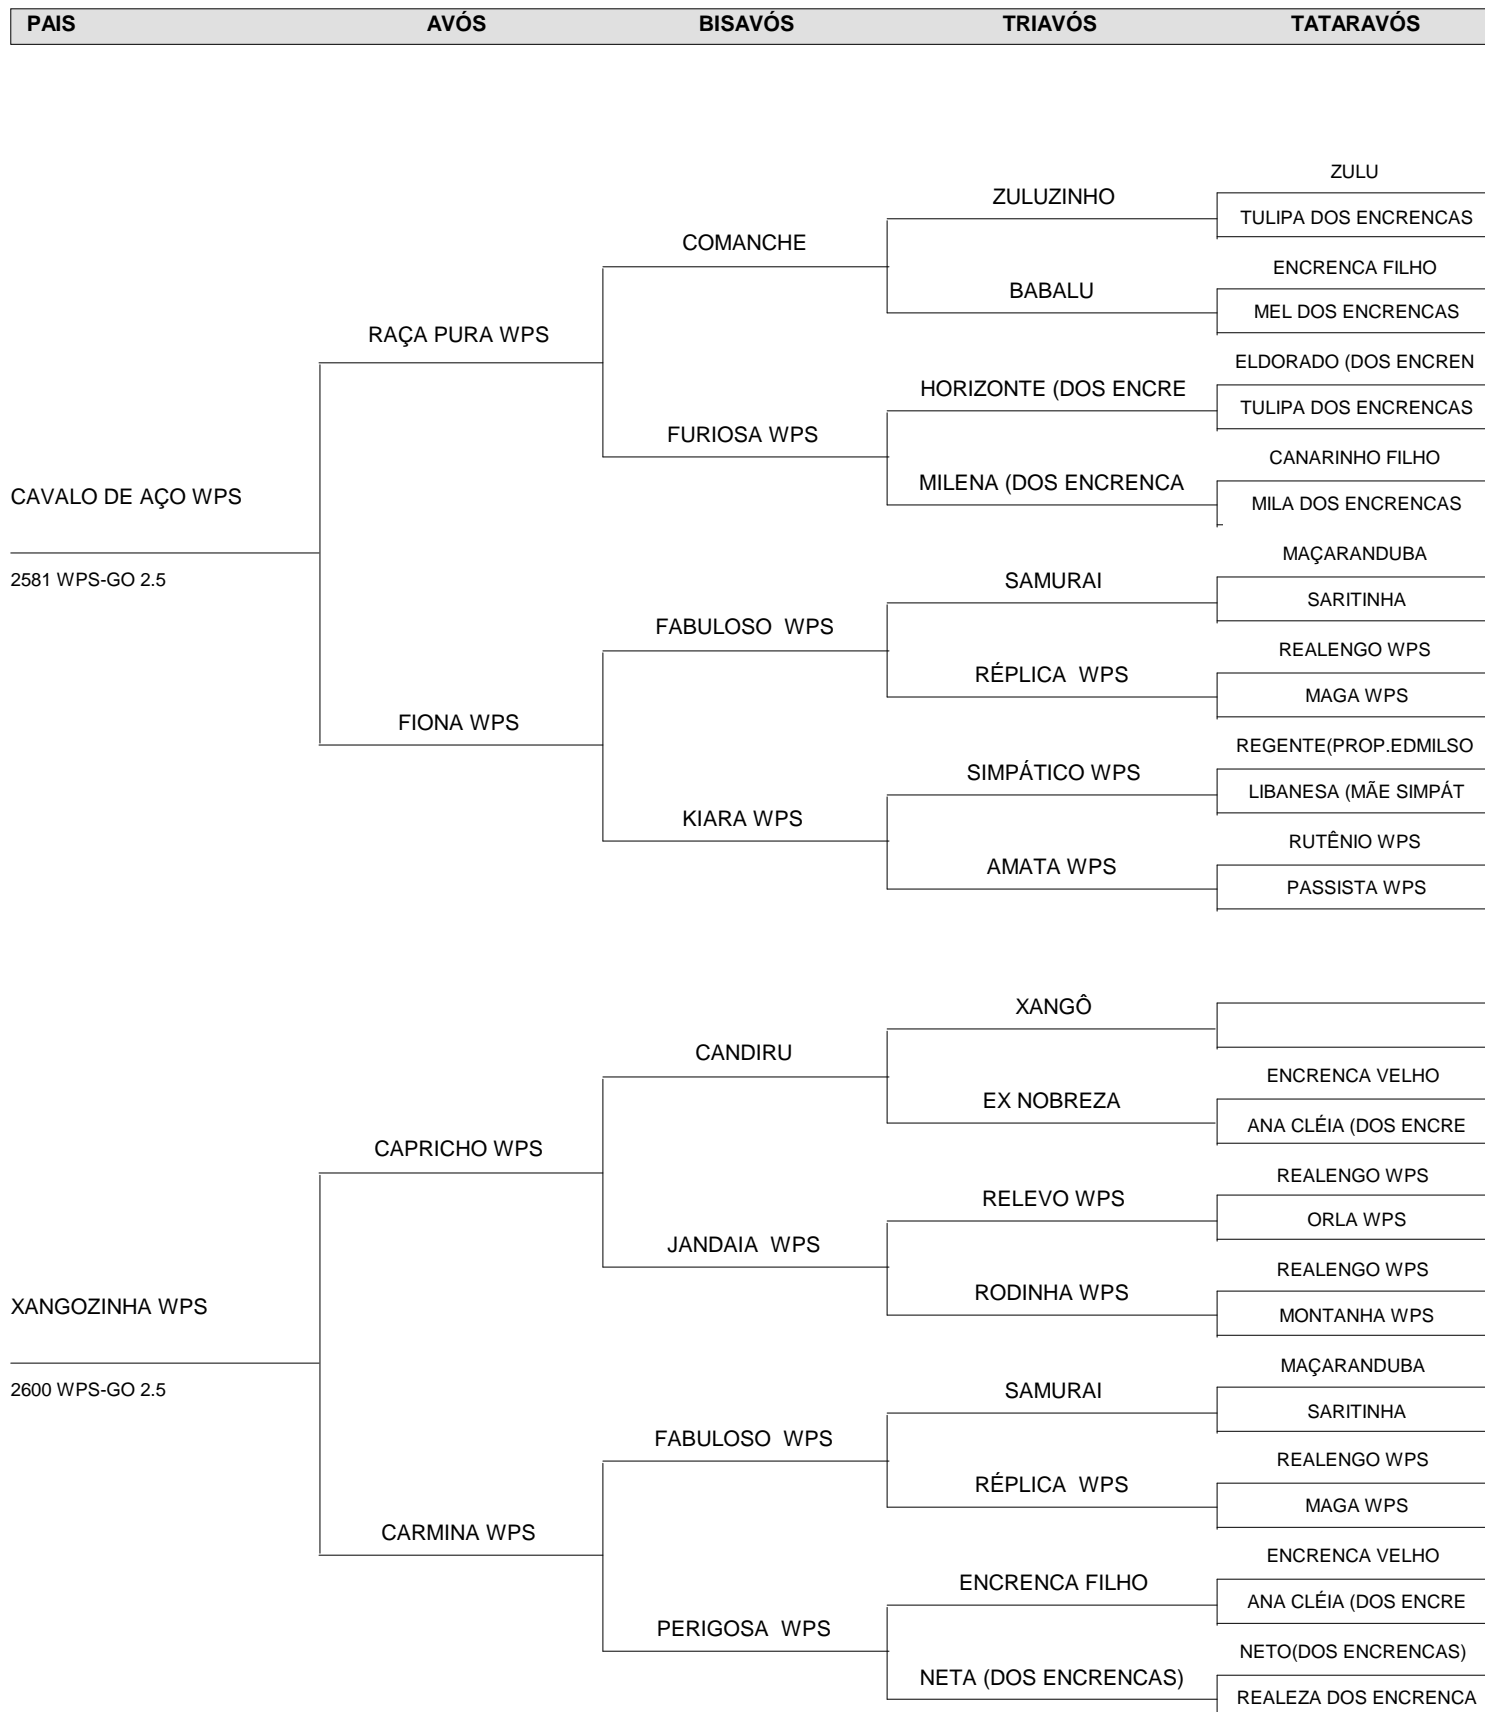 PAIS AVÓS BISAVÓS TRIAVÓS TATARAVÓS
ZULU
ZULUZINHO
TULIPA DOS ENCRENCAS
COMANCHE
ENCRENCA FILHO
BABALU
MEL DOS ENCRENCAS
RAÇA PURA WPS
ELDORADO (DOS ENCREN
HORIZONTE (DOS ENCRE
TULIPA DOS ENCRENCAS
FURIOSA WPS
CANARINHO FILHO
MILENA (DOS ENCRENCA
CAVALO DE AÇO WPS
MILA DOS ENCRENCAS
MAÇARANDUBA
2581 WPS-GO 2.5
SAMURAI
SARITINHA
FABULOSO WPS
REALENGO WPS
RÉPLICA WPS
MAGA WPS
FIONA WPS
REGENTE(PROP.EDMILSO
SIMPÁTICO WPS
LIBANESA (MÃE SIMPÁT
KIARA WPS
RUTÊNIO WPS
AMATA WPS
PASSISTA WPS
XANGÔ
CANDIRU
ENCRENCA VELHO
EX NOBREZA
ANA CLÉIA (DOS ENCRE
CAPRICHO WPS
REALENGO WPS
RELEVO WPS
ORLA WPS
JANDAIA WPS
REALENGO WPS
RODINHA WPS
XANGOZINHA WPS
MONTANHA WPS
MAÇARANDUBA
2600 WPS-GO 2.5
SAMURAI
SARITINHA
FABULOSO WPS
REALENGO WPS
RÉPLICA WPS
MAGA WPS
CARMINA WPS
ENCRENCA VELHO
ENCRENCA FILHO
ANA CLÉIA (DOS ENCRE
PERIGOSA WPS
NETO(DOS ENCRENCAS)
NETA (DOS ENCRENCAS)
REALEZA DOS ENCRENCA